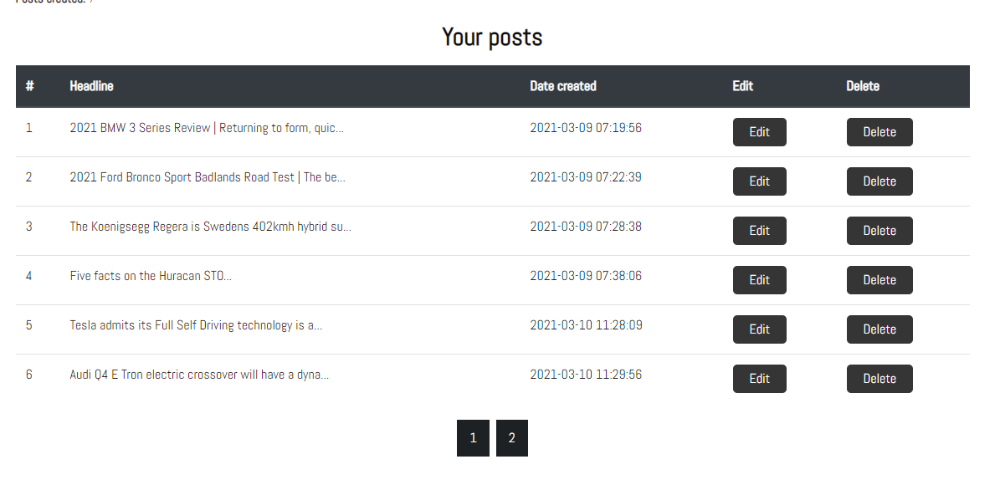 Posts created: 7
Your posts
# Headline Date created Edit Delete
1 2021 BMW 3 Series Review | Returning to form, quic... 2021-03-09 07:19:56 Edit Delete
2 2021 Ford Bronco Sport Badlands Road Test | The be... 2021-03-09 07:22:39 Edit Delete
3 The Koenigsegg Regera is Swedens 402kmh hybrid su... 2021-03-09 07:28:38 Edit Delete
4 Five facts on the Huracan STO... 2021-03-09 07:38:06 Edit Delete
5 Tesla admits its Full Self Driving technology is a... 2021-03-10 11:28:09 Edit Delete
6 Audi Q4 E Tron electric crossover will have a dyna... 2021-03-10 11:29:56 Edit Delete
1 2